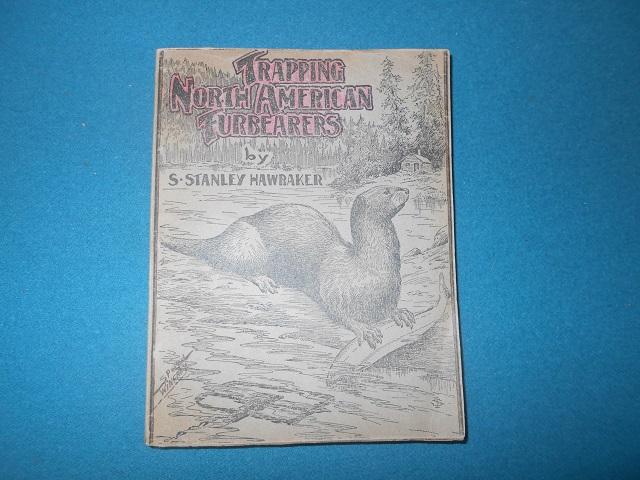 TRAPPING
NORTH AMERICAN
FURBEARERS
by
S. STANLEY HAWBAKER